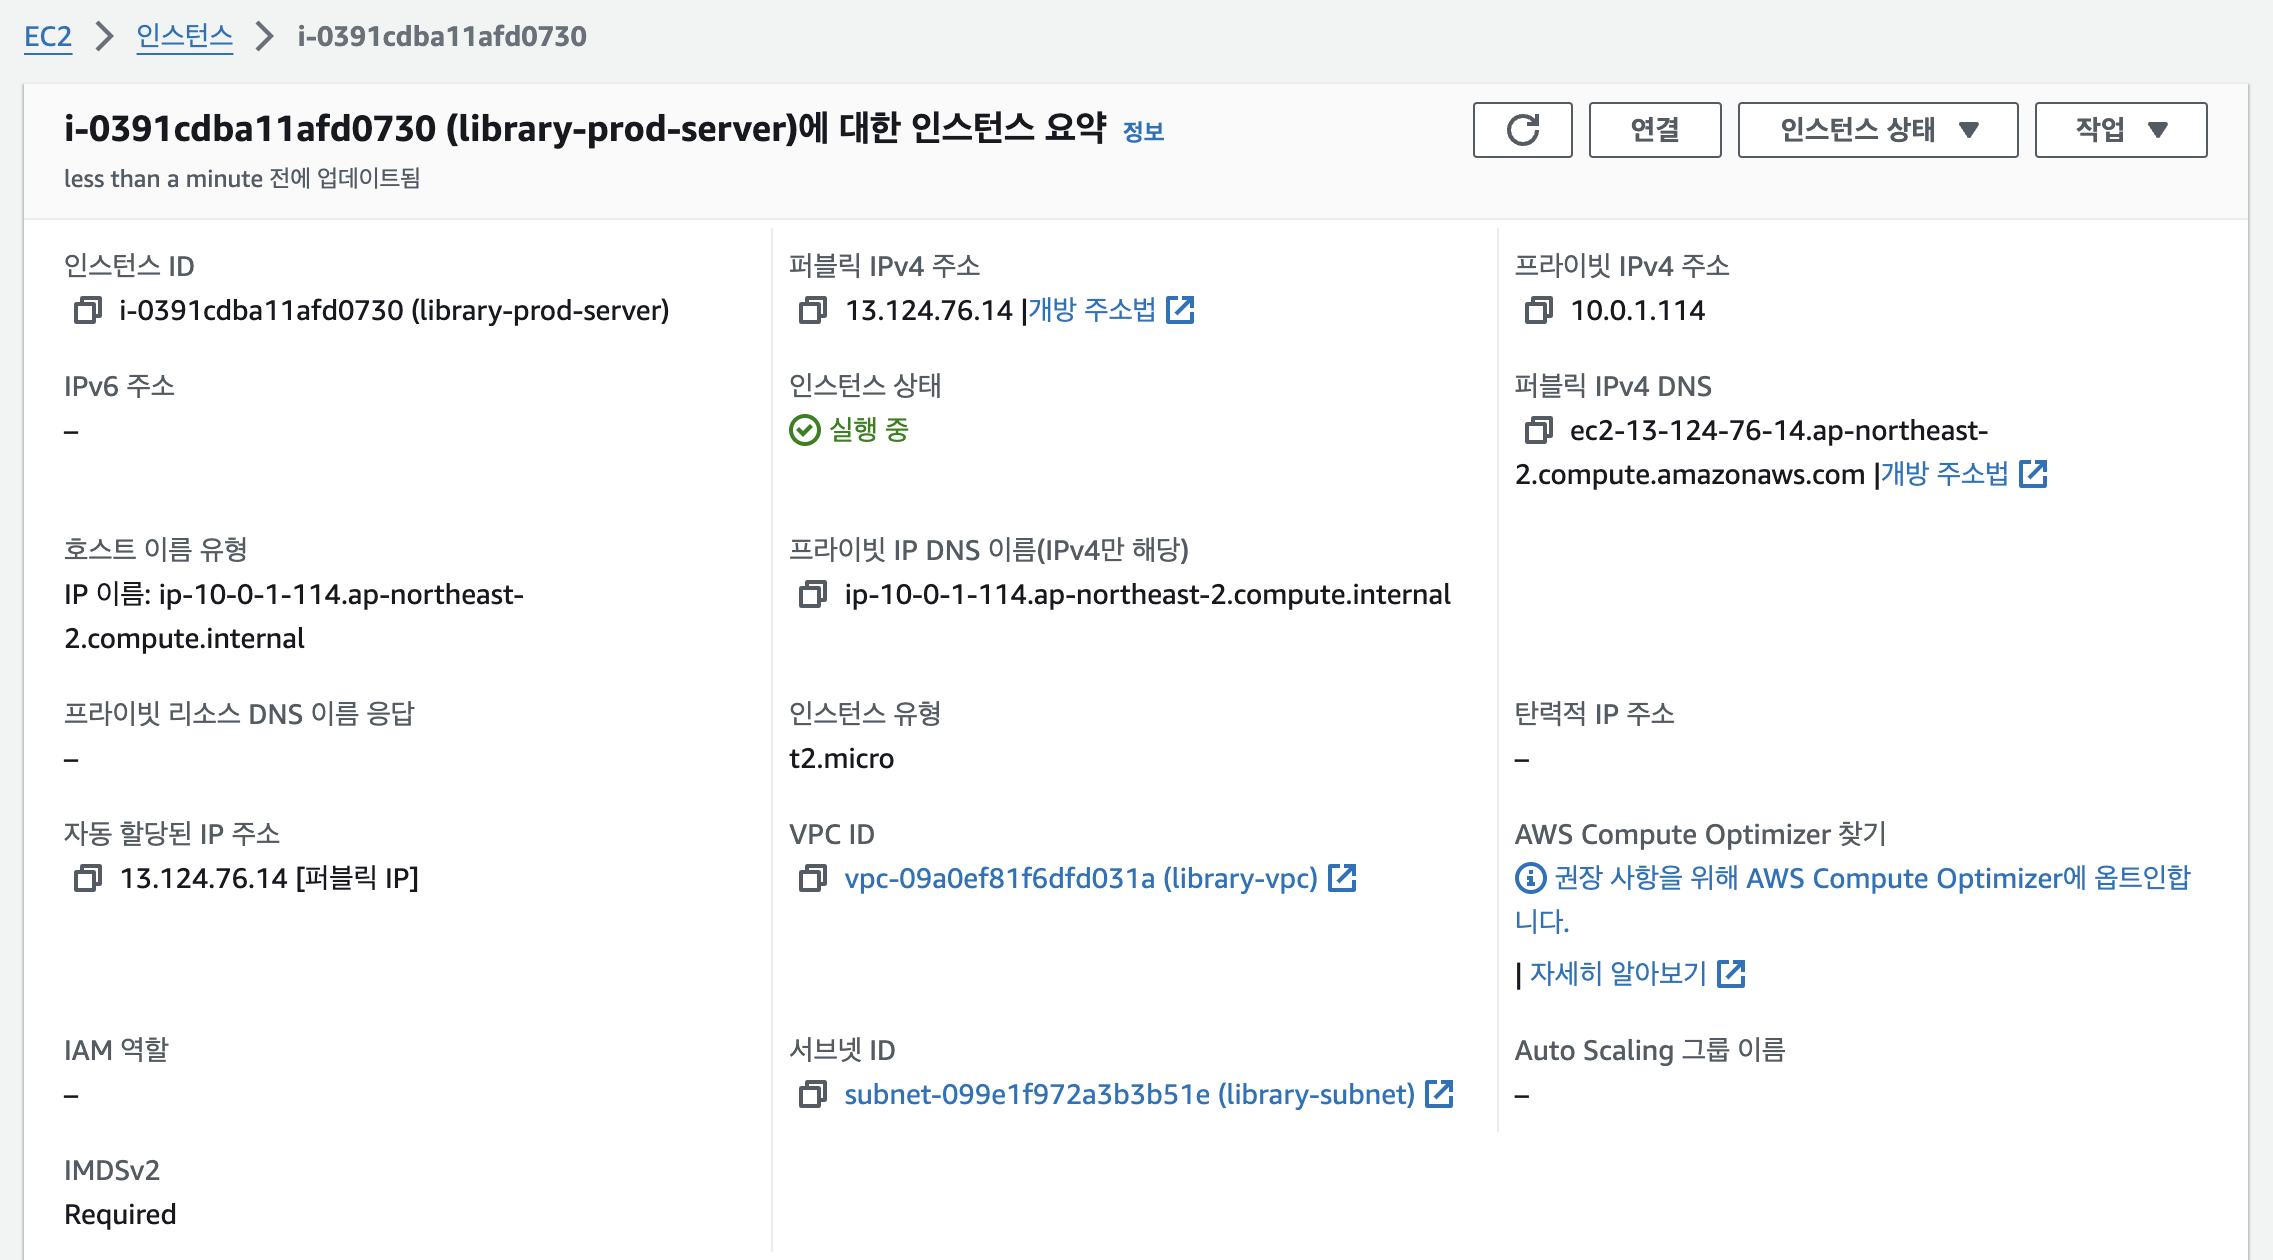 EC2 > 인스턴스 > i-0391cdba11afd0730
i-0391cdba11afd0730 (library-prod-server)에 대한 인스턴스 요약 정보
less than a minute 전에 업데이트됨
연결
인스턴스 상태
작업
인스턴스 ID
i-0391cdba11afd0730 (library-prod-server)
퍼블릭 IPv4 주소
13.124.76.14 |개방 주소법
프라이빗 IPv4 주소
10.0.1.114
IPv6 주소
–
인스턴스 상태
실행 중
퍼블릭 IPv4 DNS
ec2-13-124-76-14.ap-northeast-
2.compute.amazonaws.com |개방 주소법
호스트 이름 유형
IP 이름: ip-10-0-1-114.ap-northeast-
2.compute.internal
프라이빗 IP DNS 이름(IPv4만 해당)
ip-10-0-1-114.ap-northeast-2.compute.internal
프라이빗 리소스 DNS 이름 응답
–
인스턴스 유형
t2.micro
탄력적 IP 주소
–
자동 할당된 IP 주소
13.124.76.14 [퍼블릭 IP]
VPC ID
vpc-09a0ef81f6dfd031a (library-vpc)
AWS Compute Optimizer 찾기
권장 사항을 위해 AWS Compute Optimizer에 옵트인합
니다.
| 자세히 알아보기
IAM 역할
–
서브넷 ID
subnet-099e1f972a3b3b51e (library-subnet)
Auto Scaling 그룹 이름
–
IMDSv2
Required